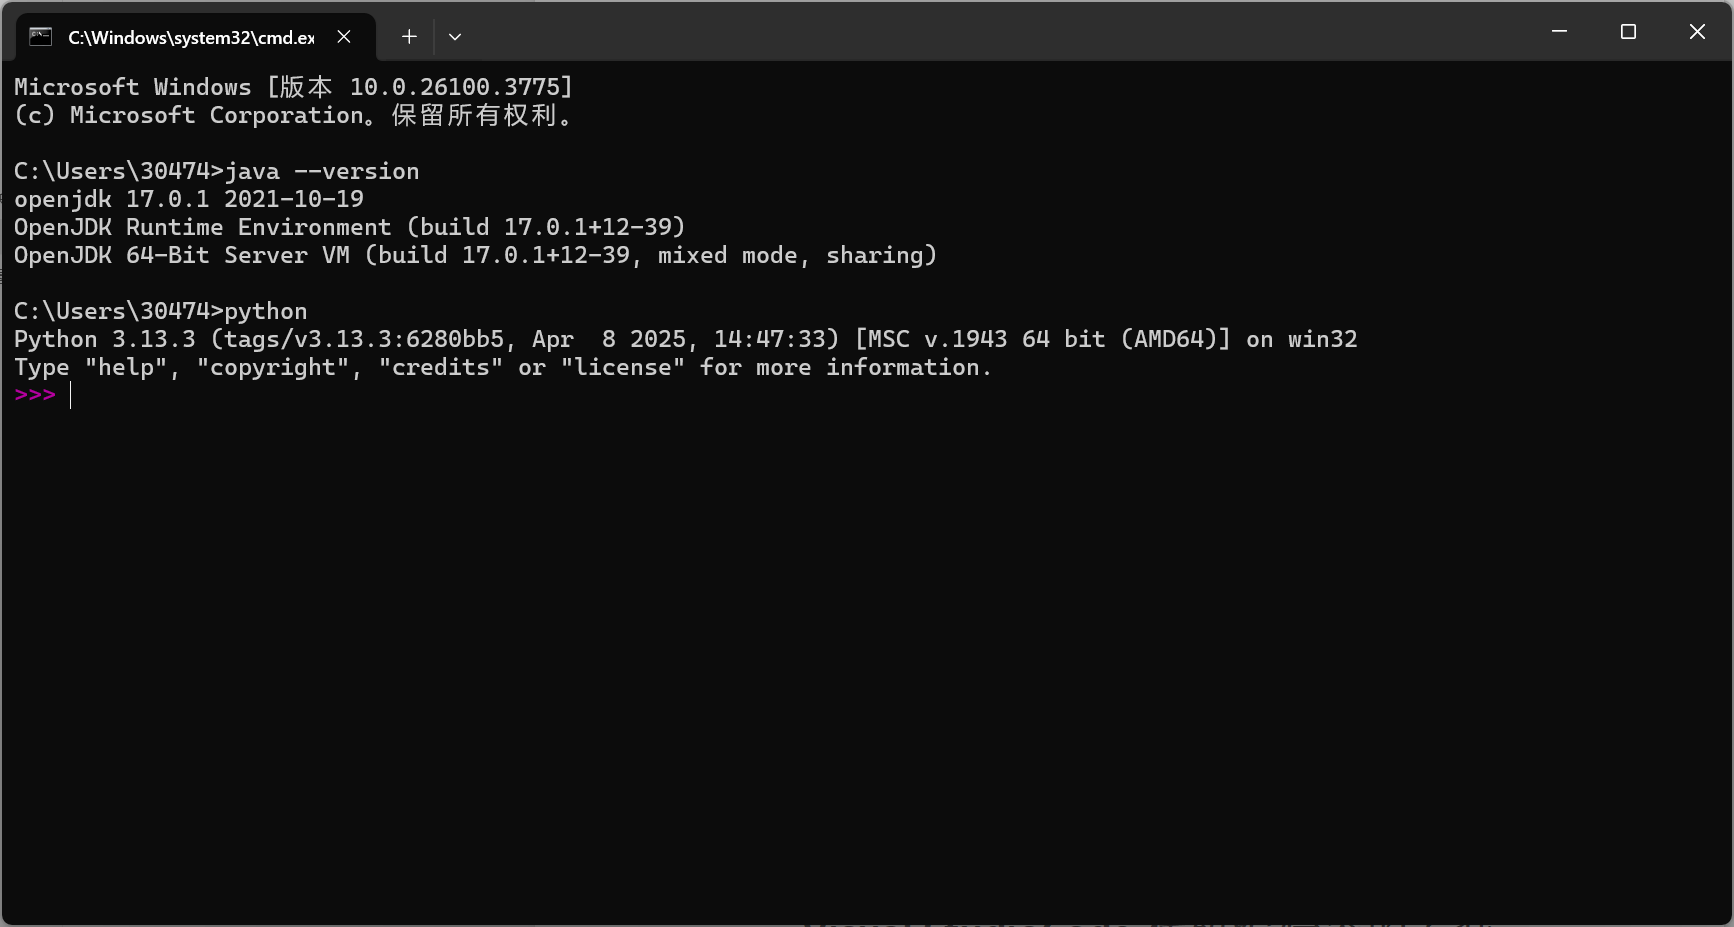 C:\Windows\system32\cmd.ex
Microsoft Windows [版本 10.0.26100.3775]
(c) Microsoft Corporation。保留所有权利。
C:\Users\30474>java --version
openjdk 17.0.1 2021-10-19
OpenJDK Runtime Environment (build 17.0.1+12-39)
OpenJDK 64-Bit Server VM (build 17.0.1+12-39, mixed mode, sharing)
C:\Users\30474>python
Python 3.13.3 (tags/v3.13.3:6280bb5, Apr  8 2025, 14:47:33) [MSC v.1943 64 bit (AMD64)] on win32
Type "help", "copyright", "credits" or "license" for more information.
>>>